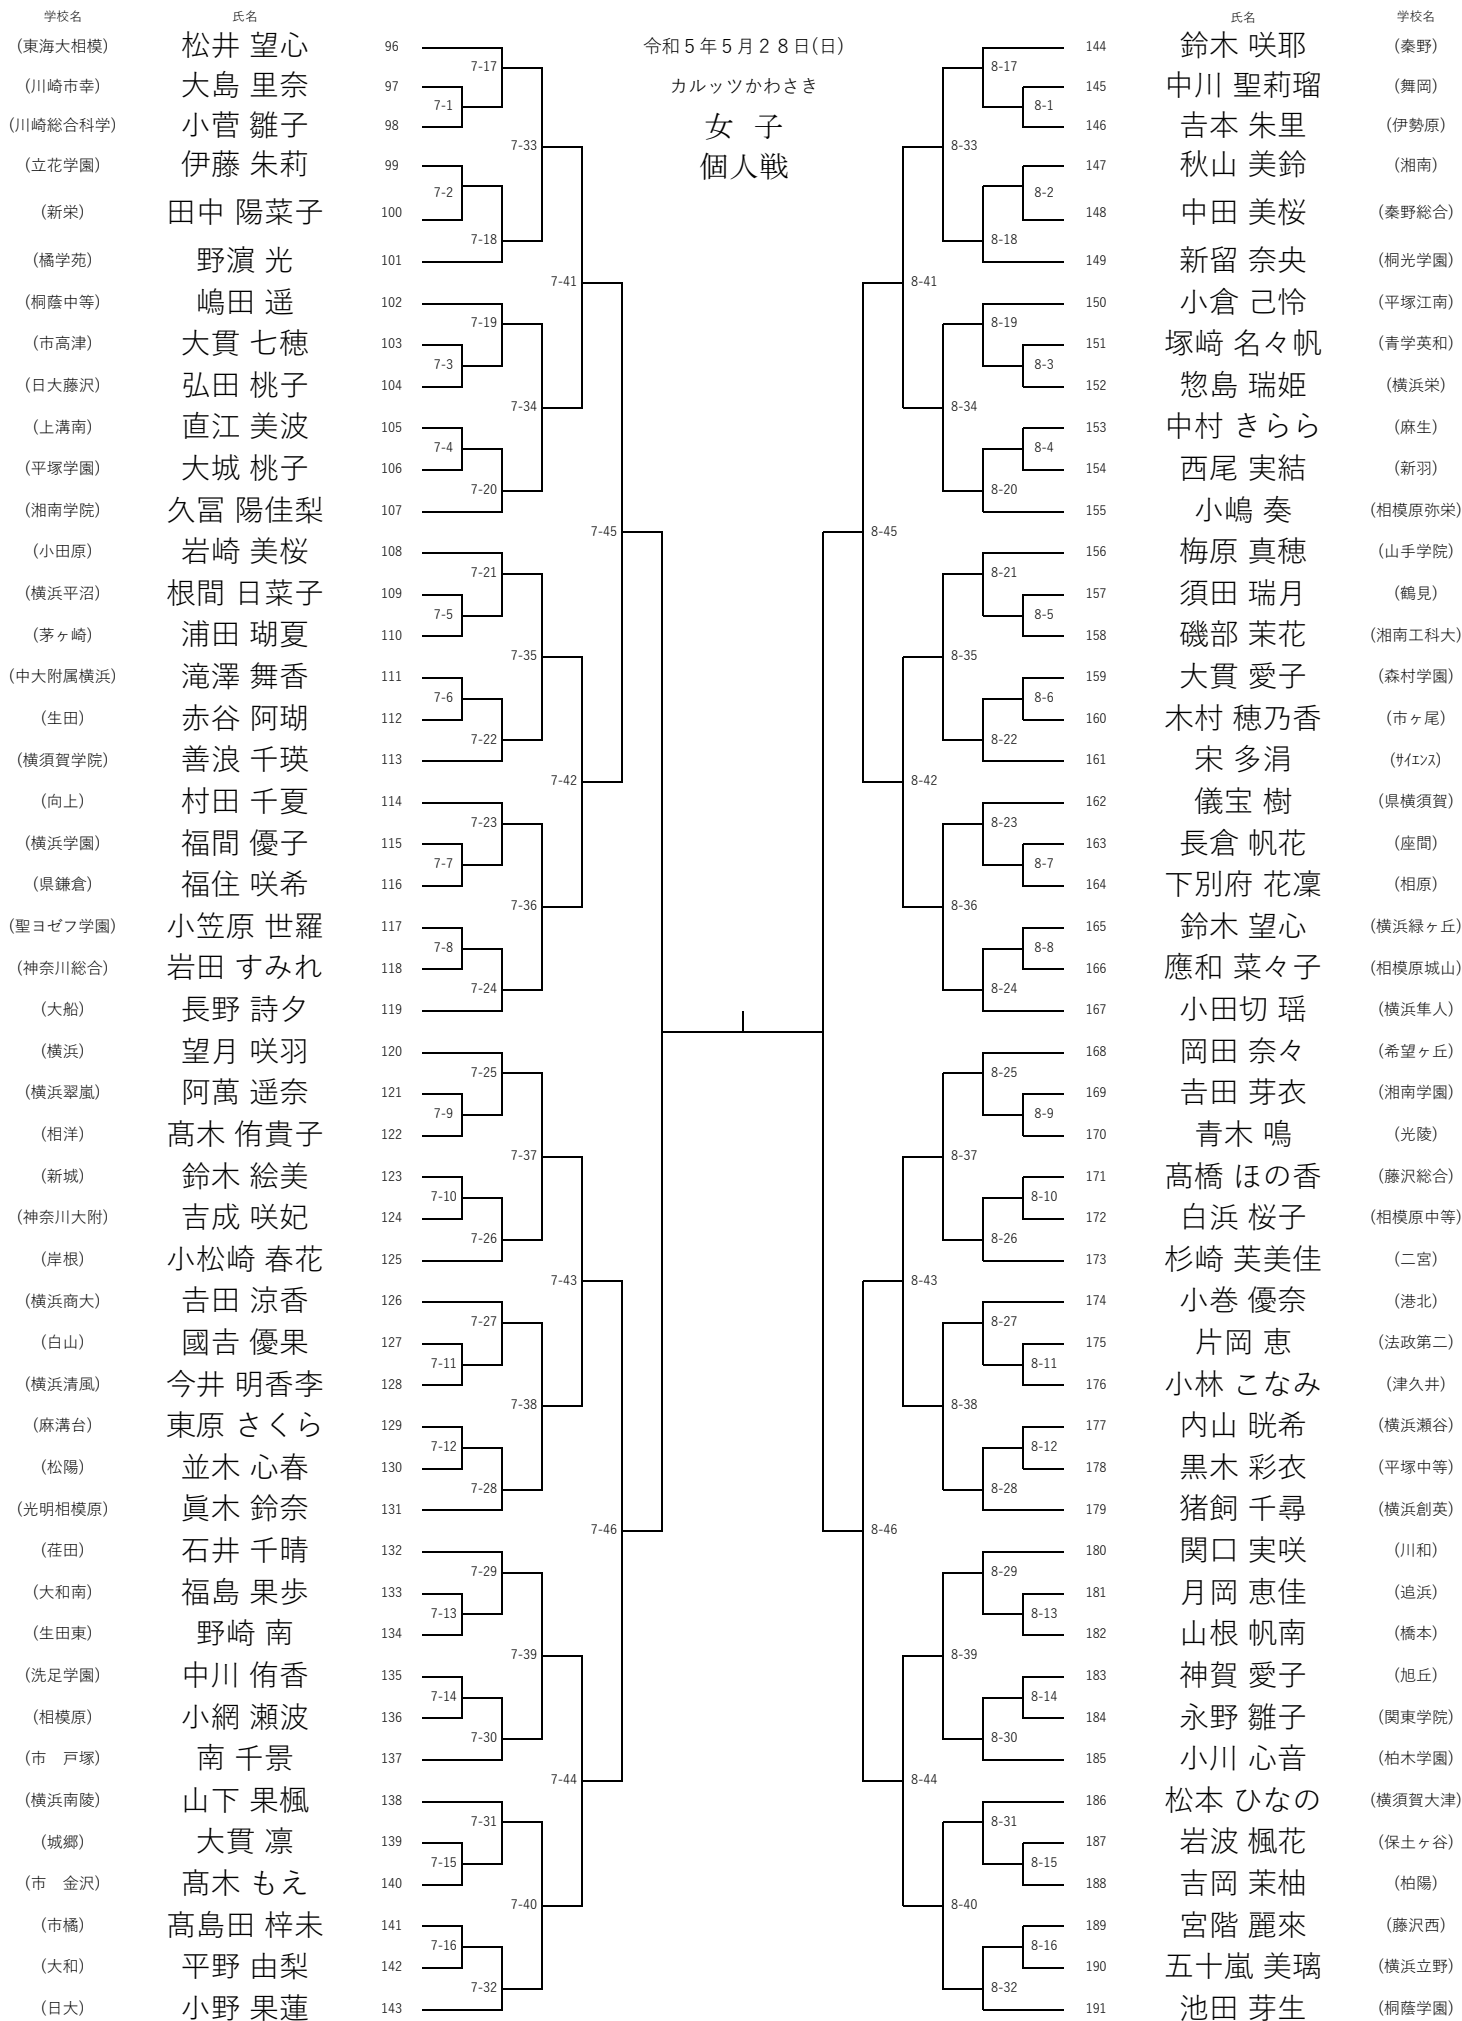 学校名 氏名 氏名 学校名
(東海大相模) 松井 望心 96 令和５年５月２８日(日) 144 鈴木 咲耶 (秦野)
7-17 8-17
(川崎市幸) 大島 里奈 97 カルッツかわさき 145 中川 聖莉瑠 (舞岡)
7-1 8-1
(川崎総合科学) 小菅 雛子 98 女 子 146 𠮷本 朱里 (伊勢原)
7-33 8-33
(立花学園) 伊藤 朱莉 99 個人戦 147 秋山 美鈴 (湘南)
7-2 8-2
(新栄) 田中 陽菜子 100 148 中田 美桜 (秦野総合)
7-18 8-18
(橘学苑) 野濵 光 101 149 新留 奈央 (桐光学園)
7-41 8-41
(桐蔭中等) 嶋田 遥 102 150 小倉 己怜 (平塚江南)
7-19 8-19
(市高津) 大貫 七穂 103 151 塚﨑 名々帆 (青学英和)
7-3 8-3
(日大藤沢) 弘田 桃子 104 152 惣島 瑞姫 (横浜栄)
7-34 8-34
(上溝南) 直江 美波 105 153 中村 きらら (麻生)
7-4 8-4
(平塚学園) 大城 桃子 106 154 西尾 実結 (新羽)
7-20 8-20
(湘南学院) 久冨 陽佳梨 107 155 小嶋 奏 (相模原弥栄)
7-45 8-45
(小田原) 岩崎 美桜 108 156 梅原 真穂 (山手学院)
7-21 8-21
(横浜平沼) 根間 日菜子 109 157 須田 瑞月 (鶴見)
7-5 8-5
(茅ヶ崎) 浦田 瑚夏 110 158 磯部 茉花 (湘南工科大)
7-35 8-35
(中大附属横浜) 滝澤 舞香 111 159 大貫 愛子 (森村学園)
7-6 8-6
(生田) 赤谷 阿瑚 112 160 木村 穂乃香 (市ヶ尾)
7-22 8-22
(横須賀学院) 善浪 千瑛 113 161 宋 多涓 (ｻｲｴﾝｽ)
7-42 8-42
(向上) 村田 千夏 114 162 儀宝 樹 (県横須賀)
7-23 8-23
(横浜学園) 福間 優子 115 163 長倉 帆花 (座間)
7-7 8-7
(県鎌倉) 福住 咲希 116 164 下別府 花凜 (相原)
7-36 8-36
(聖ヨゼフ学園) 小笠原 世羅 117 165 鈴木 望心 (横浜緑ヶ丘)
7-8 8-8
(神奈川総合) 岩田 すみれ 118 166 應和 菜々子 (相模原城山)
7-24 8-24
(大船) 長野 詩夕 119 167 小田切 瑶 (横浜隼人)
(横浜) 望月 咲羽 120 168 岡田 奈々 (希望ヶ丘)
7-25 8-25
(横浜翠嵐) 阿萬 遥奈 121 169 𠮷田 芽衣 (湘南学園)
7-9 8-9
(相洋) 髙木 侑貴子 122 170 青木 鳴 (光陵)
7-37 8-37
(新城) 鈴木 絵美 123 171 髙橋 ほの香 (藤沢総合)
7-10 8-10
(神奈川大附) 吉成 咲妃 124 172 白浜 桜子 (相模原中等)
7-26 8-26
(岸根) 小松崎 春花 125 173 杉崎 芙美佳 (二宮)
7-43 8-43
(横浜商大) 𠮷田 涼香 126 174 小巻 優奈 (港北)
7-27 8-27
(白山) 國𠮷 優果 127 175 片岡 恵 (法政第二)
7-11 8-11
(横浜清風) 今井 明香李 128 176 小林 こなみ (津久井)
7-38 8-38
(麻溝台) 東原 さくら 129 177 内山 晄希 (横浜瀬谷)
7-12 8-12
(松陽) 並木 心春 130 178 黒木 彩衣 (平塚中等)
7-28 8-28
(光明相模原) 眞木 鈴奈 131 179 猪飼 千尋 (横浜創英)
7-46 8-46
(荏田) 石井 千晴 132 180 関口 実咲 (川和)
7-29 8-29
(大和南) 福島 果歩 133 181 月岡 恵佳 (追浜)
7-13 8-13
(生田東) 野崎 南 134 182 山根 帆南 (橋本)
7-39 8-39
(洗足学園) 中川 侑香 135 183 神賀 愛子 (旭丘)
7-14 8-14
(相模原) 小網 瀬波 136 184 永野 雛子 (関東学院)
7-30 8-30
(市　戸塚) 南 千景 137 185 小川 心音 (柏木学園)
7-44 8-44
(横浜南陵) 山下 果楓 138 186 松本 ひなの (横須賀大津)
7-31 8-31
(城郷) 大貫 凛 139 187 岩波 楓花 (保土ヶ谷)
7-15 8-15
(市　金沢) 髙木 もえ 140 188 吉岡 茉柚 (柏陽)
7-40 8-40
(市橘) 髙島田 梓未 141 189 宮階 麗來 (藤沢西)
7-16 8-16
(大和) 平野 由梨 142 190 五十嵐 美璃 (横浜立野)
7-32 8-32
(日大) 小野 果蓮 143 191 池田 芽生 (桐蔭学園)